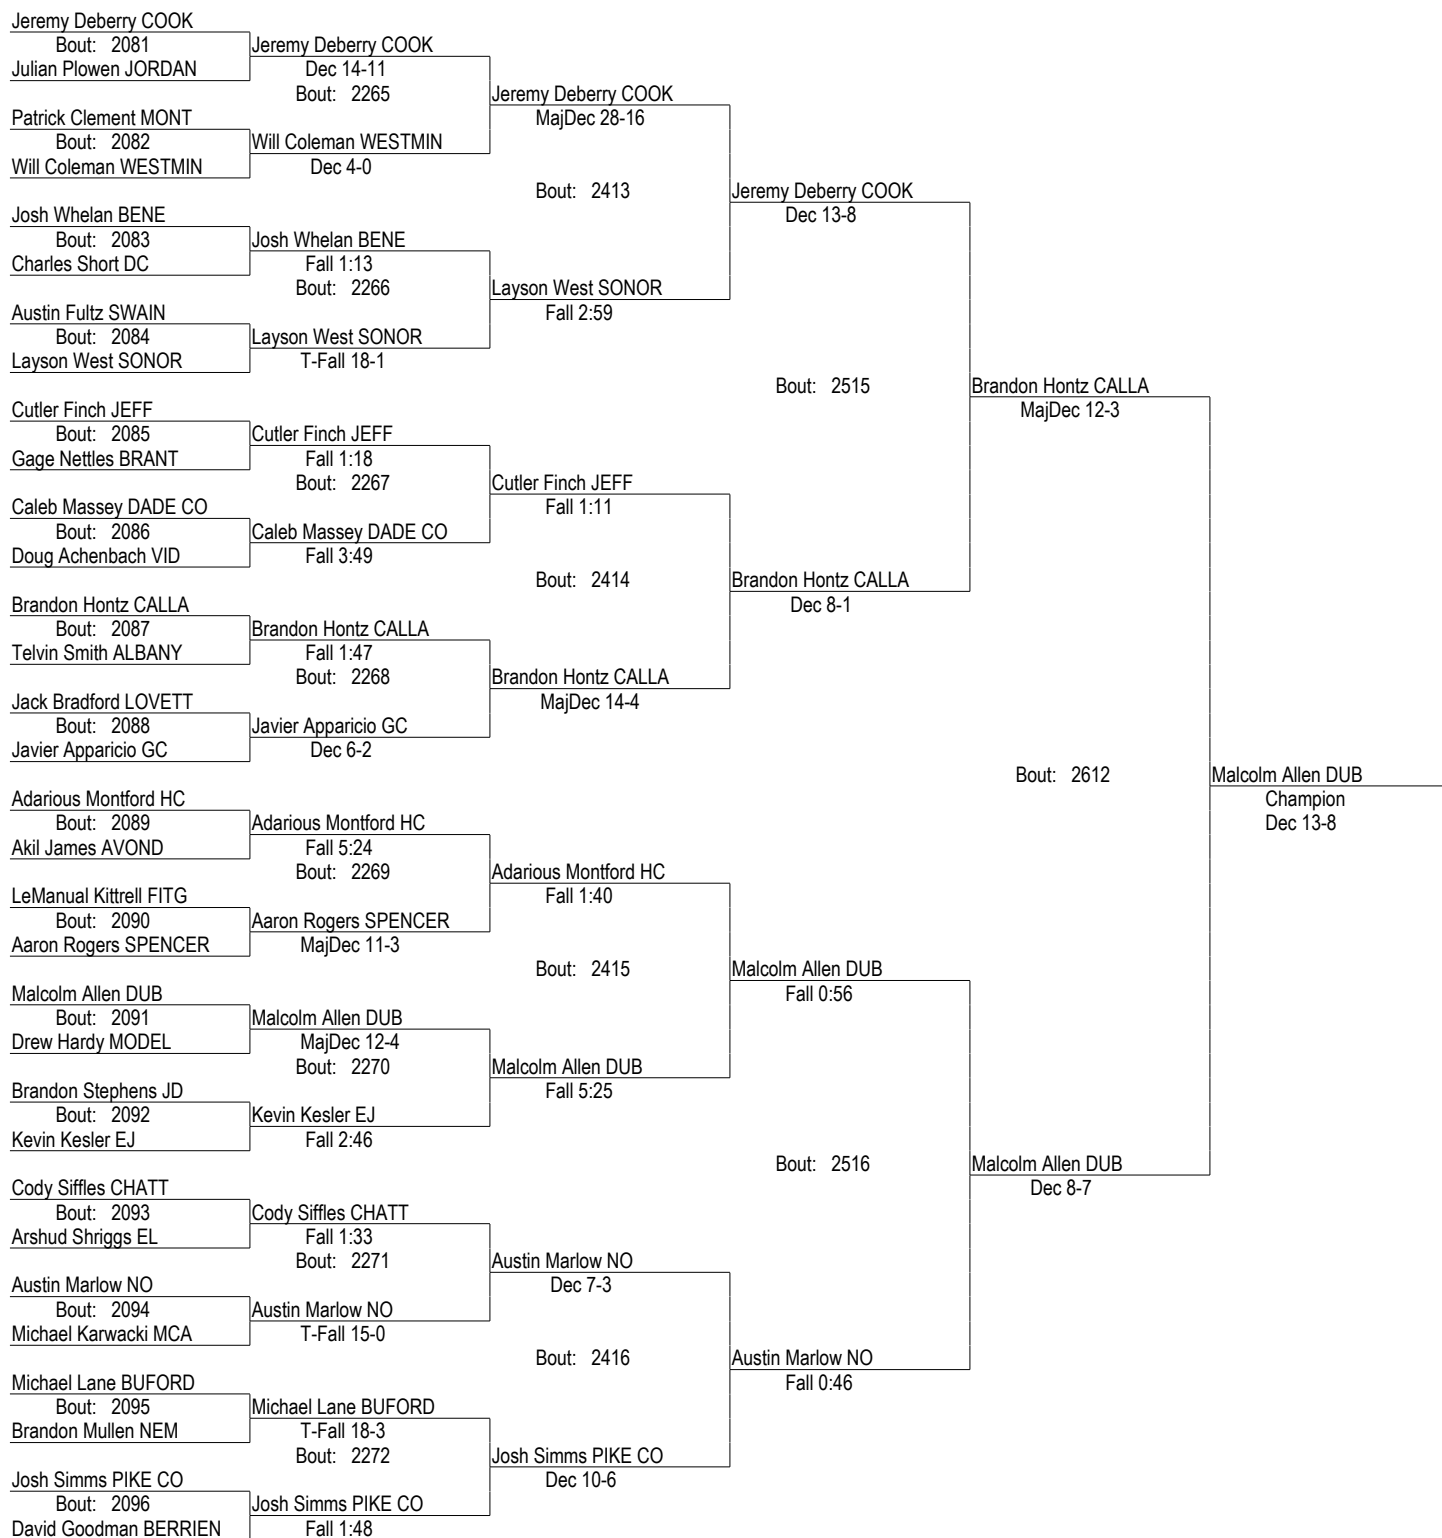 Jeremy Deberry COOK
Bout: 2081
Julian Plowen JORDAN
Patrick Clement MONT
Bout: 2082
Will Coleman WESTMIN
Josh Whelan BENE
Bout: 2083
Charles Short DC
Austin Fultz SWAIN
Bout: 2084
Layson West SONOR
Cutler Finch JEFF
Bout: 2085
Gage Nettles BRANT
Caleb Massey DADE CO
Bout: 2086
Doug Achenbach VID
Brandon Hontz CALLA
Bout: 2087
Telvin Smith ALBANY
Jack Bradford LOVETT
Bout: 2088
Javier Apparicio GC
Adarious Montford HC
Bout: 2089
Akil James AVOND
LeManual Kittrell FITG
Bout: 2090
Aaron Rogers SPENCER
Malcolm Allen DUB
Bout: 2091
Drew Hardy MODEL
Brandon Stephens JD
Bout: 2092
Kevin Kesler EJ
Cody Siffles CHATT
Bout: 2093
Arshud Shriggs EL
Austin Marlow NO
Bout: 2094
Michael Karwacki MCA
Michael Lane BUFORD
Bout: 2095
Brandon Mullen NEM
Josh Simms PIKE CO
Bout: 2096
David Goodman BERRIEN
Jeremy Deberry COOK
Dec 14-11
Bout: 2265
Will Coleman WESTMIN
Dec 4-0
Josh Whelan BENE
Fall 1:13
Bout: 2266
Layson West SONOR
T-Fall 18-1
Cutler Finch JEFF
Fall 1:18
Bout: 2267
Caleb Massey DADE CO
Fall 3:49
Brandon Hontz CALLA
Fall 1:47
Bout: 2268
Javier Apparicio GC
Dec 6-2
Adarious Montford HC
Fall 5:24
Bout: 2269
Aaron Rogers SPENCER
MajDec 11-3
Malcolm Allen DUB
MajDec 12-4
Bout: 2270
Kevin Kesler EJ
Fall 2:46
Cody Siffles CHATT
Fall 1:33
Bout: 2271
Austin Marlow NO
T-Fall 15-0
Michael Lane BUFORD
T-Fall 18-3
Bout: 2272
Josh Simms PIKE CO
Fall 1:48
Jeremy Deberry COOK
MajDec 28-16
Bout: 2413
Layson West SONOR
Fall 2:59
Cutler Finch JEFF
Fall 1:11
Bout: 2414
Brandon Hontz CALLA
MajDec 14-4
Adarious Montford HC
Fall 1:40
Bout: 2415
Malcolm Allen DUB
Fall 5:25
Austin Marlow NO
Dec 7-3
Bout: 2416
Josh Simms PIKE CO
Dec 10-6
Jeremy Deberry COOK
Dec 13-8
Bout: 2515
Brandon Hontz CALLA
Dec 8-1
Malcolm Allen DUB
Fall 0:56
Bout: 2516
Austin Marlow NO
Fall 0:46
Brandon Hontz CALLA
MajDec 12-3
Bout: 2612
Malcolm Allen DUB
Dec 8-7
Malcolm Allen DUB
Champion
Dec 13-8